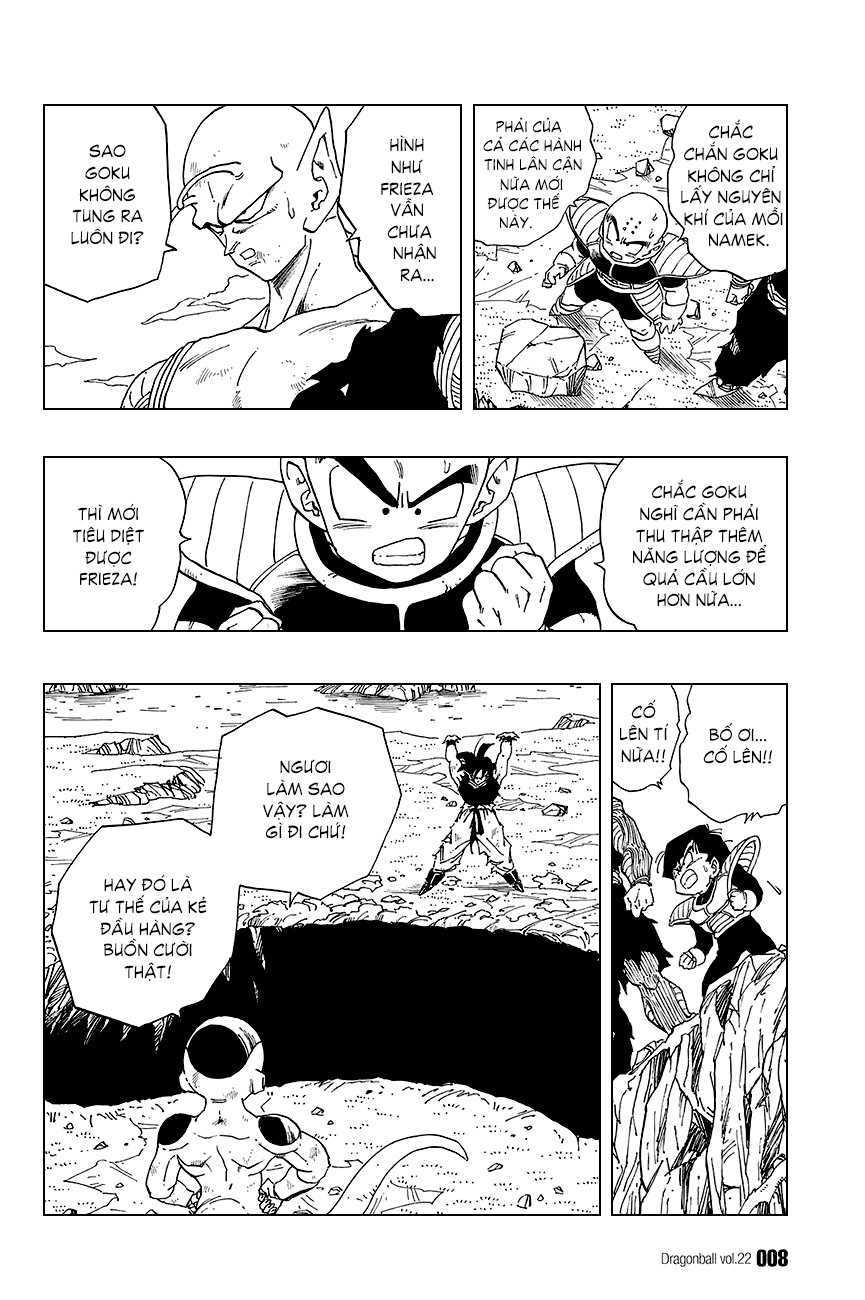 CHẮC
CHẮN GOKU
KHÔNG CHỈ
LẤY NGUYÊN
KHÍ CỦA MỖI
NAMEK.
PHẢI CỦA
CẢ CÁC HÀNH
TINH LÂN CẬN
NỮA MỚI
ĐƯỢC THẾ
NÀY.
HÌNH
NHƯ
FRIEZA
VẪN
CHƯA
NHẬN
RA...
SAO
GOKU
KHÔNG
TUNG RA
LUÔN ĐI?
CHẮC GOKU
NGHĨ CẦN PHẢI
THU THẬP THÊM
NĂNG LƯỢNG ĐỂ
QUẢ CẦU LỚN
HƠN NỮA...
THÌ MỚI
TIÊU DIỆT
ĐƯỢC
FRIEZA!
BỐ ƠI...
CỐ LÊN!!
CỐ
LÊN TÍ
NỮA!!
NGƯƠI
LÀM SAO
VẬY? LÀM
GÌ ĐI CHỨ!
HAY ĐÓ LÀ
TƯ THẾ CỦA KẺ
ĐẦU HÀNG?
BUỒN CƯỜI
THẬT!
Dragonball vol.22 008